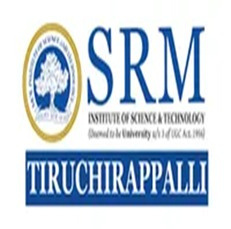 SRM
INSTITUTE OF SCIENCE & TECHNOLOGY
(Deemed to be University u/s 3 of UGC Act, 1956)
TIRUCHIRAPPALLI